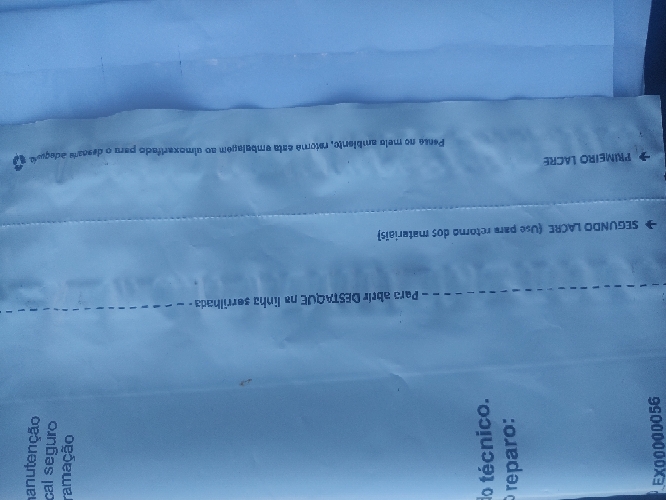 Para abrir DESTAQUE na linha serrilhada
SEGUNDO LACRE (Use para retorno dos materiais)
PRIMEIRO LACRE
Pense no meio ambiente, retorne esta embalagem ao almoxarifado para o descarte adequado.
anutenção
cal seguro
ramação
o técnico.
reparo:
EX00000056